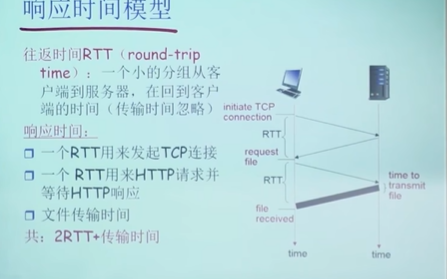 响应时间模型
往返时间RTT（round-trip
time）：一个小的分组从客
户端到服务器，在回到客户
端的时间（传输时间忽略）
响应时间：
一个RTT用来发起TCP连接
一个 RTT用来HTTP请求并
等待HTTP响应
文件传输时间
共：2RTT+传输时间
initiate TCP
connection
RTT
request
file
RTT
file
received
time to
transmit
file
time
time